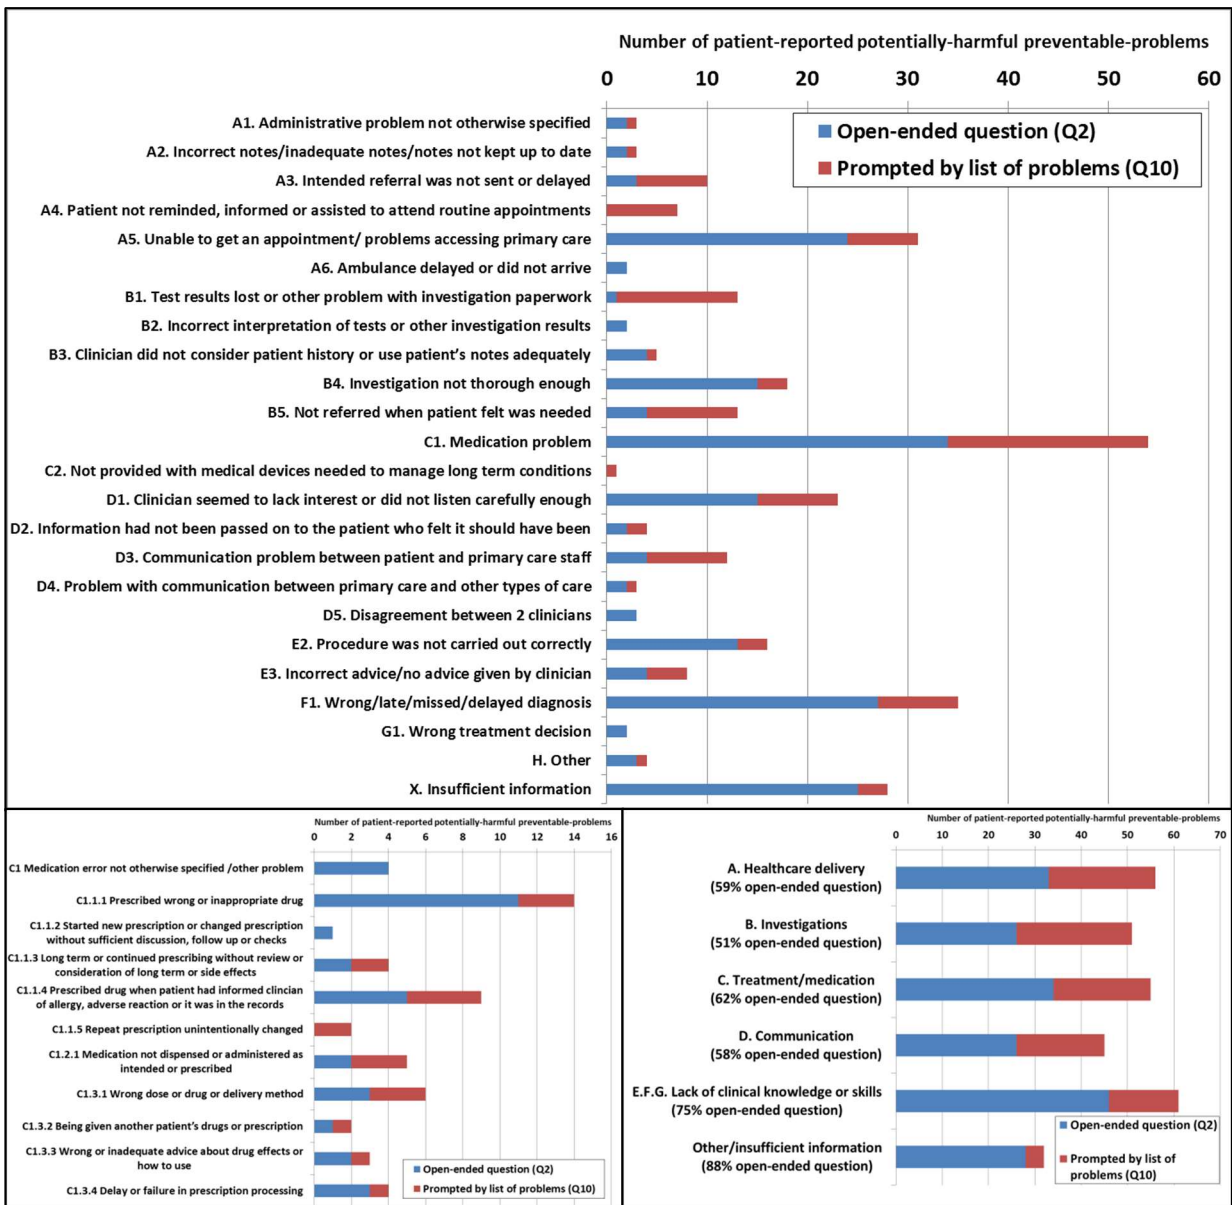 Number of patient-reported potentially-harmful preventable-problems
0 10 20 30 40 50 60
Open-ended question (Q2)
Prompted by list of problems (Q10)
A1. Administrative problem not otherwise specified
A2. Incorrect notes/inadequate notes/notes not kept up to date
A3. Intended referral was not sent or delayed
A4. Patient not reminded, informed or assisted to attend routine appointments
A5. Unable to get an appointment/ problems accessing primary care
A6. Ambulance delayed or did not arrive
B1. Test results lost or other problem with investigation paperwork
B2. Incorrect interpretation of tests or other investigation results
B3. Clinician did not consider patient history or use patient's notes adequately
B4. Investigation not thorough enough
B5. Not referred when patient felt was needed
C1. Medication problem
C2. Not provided with medical devices needed to manage long term conditions
D1. Clinician seemed to lack interest or did not listen carefully enough
D2. Information had not been passed on to the patient who felt it should have been
D3. Communication problem between patient and primary care staff
D4. Problem with communication between primary care and other types of care
D5. Disagreement between 2 clinicians
E2. Procedure was not carried out correctly
E3. Incorrect advice/no advice given by clinician
F1. Wrong/late/missed/delayed diagnosis
G1. Wrong treatment decision
H. Other
X. Insufficient information
Number of patient-reported potentially-harmful preventable-problems
0 2 4 6 8 10 12 14 16
C1 Medication error not otherwise specified /other problem
C1.1.1 Prescribed wrong or inappropriate drug
C1.1.2 Started new prescription or changed prescription
without sufficient discussion, follow up or checks
C1.1.3 Long term or continued prescribing without review or
consideration of long term or side effects
C1.1.4 Prescribed drug when patient had informed clincian
of allergy, adverse reaction or it was in the records
C1.1.5 Repeat prescription unintentionally changed
C1.2.1 Medication not dispensed or administered as
intended or prescribed
C1.3.1 Wrong dose or drug or delivery method
C1.3.2 Being given another patient's drugs or prescription
C1.3.3 Wrong or inadequate advice about drug effects or
how to use
C1.3.4 Delay or failure in prescription processing
Open-ended question (Q2)
Prompted by list of problems (Q10)
Number of patient-reported potentially-harmful preventable-problems
0 10 20 30 40 50 60 70
A. Healthcare delivery
(59% open-ended question)
B. Investigations
(51% open-ended question)
C. Treatment/medication
(62% open-ended question)
D. Communication
(58% open-ended question)
E.F.G. Lack of clinical knowledge or skills
(75% open-ended question)
Other/insufficient information
(88% open-ended question)
Open-ended question (Q2)
Prompted by list of
problems (Q10)